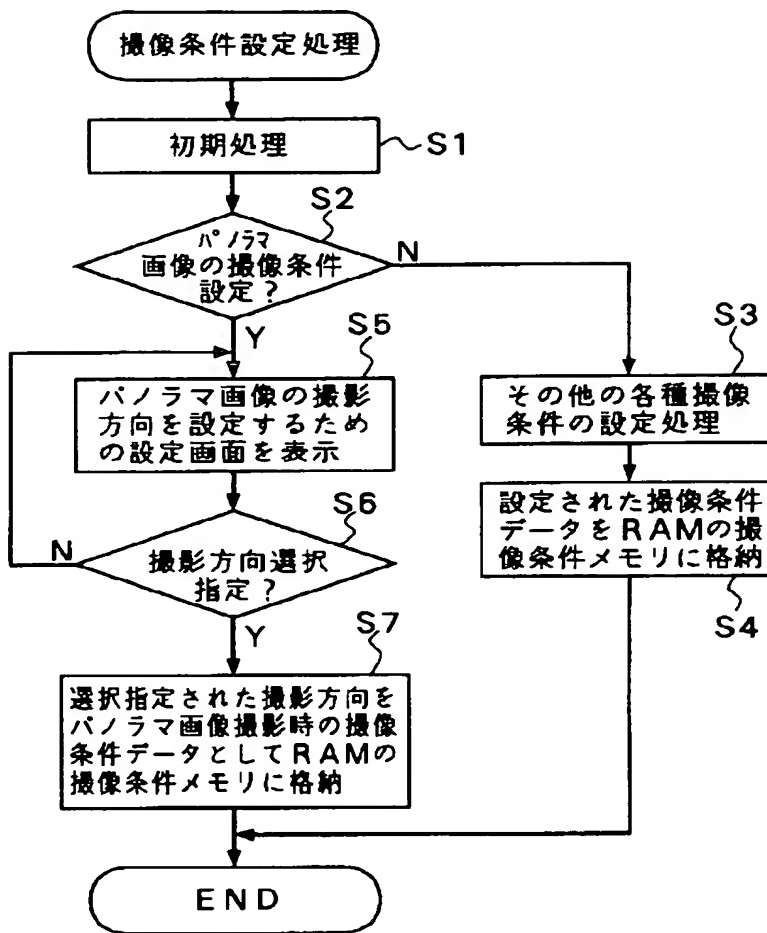 撮像条件設定処理
初期処理
S1
S2
パノラマ
画像の撮像条件
設定?
N
Y
S5
パノラマ画像の撮影
方向を設定するため
の設定画面を表示
S6
撮影方向選択
指定?
N
Y
S7
選択指定された撮影方向を
パノラマ画像撮影時の撮像
条件データとしてRAMの
撮像条件メモリに格納
S3
その他の各種撮像
条件の設定処理
設定された撮像条件
データをRAMの撮
像条件メモリに格納
S4
END